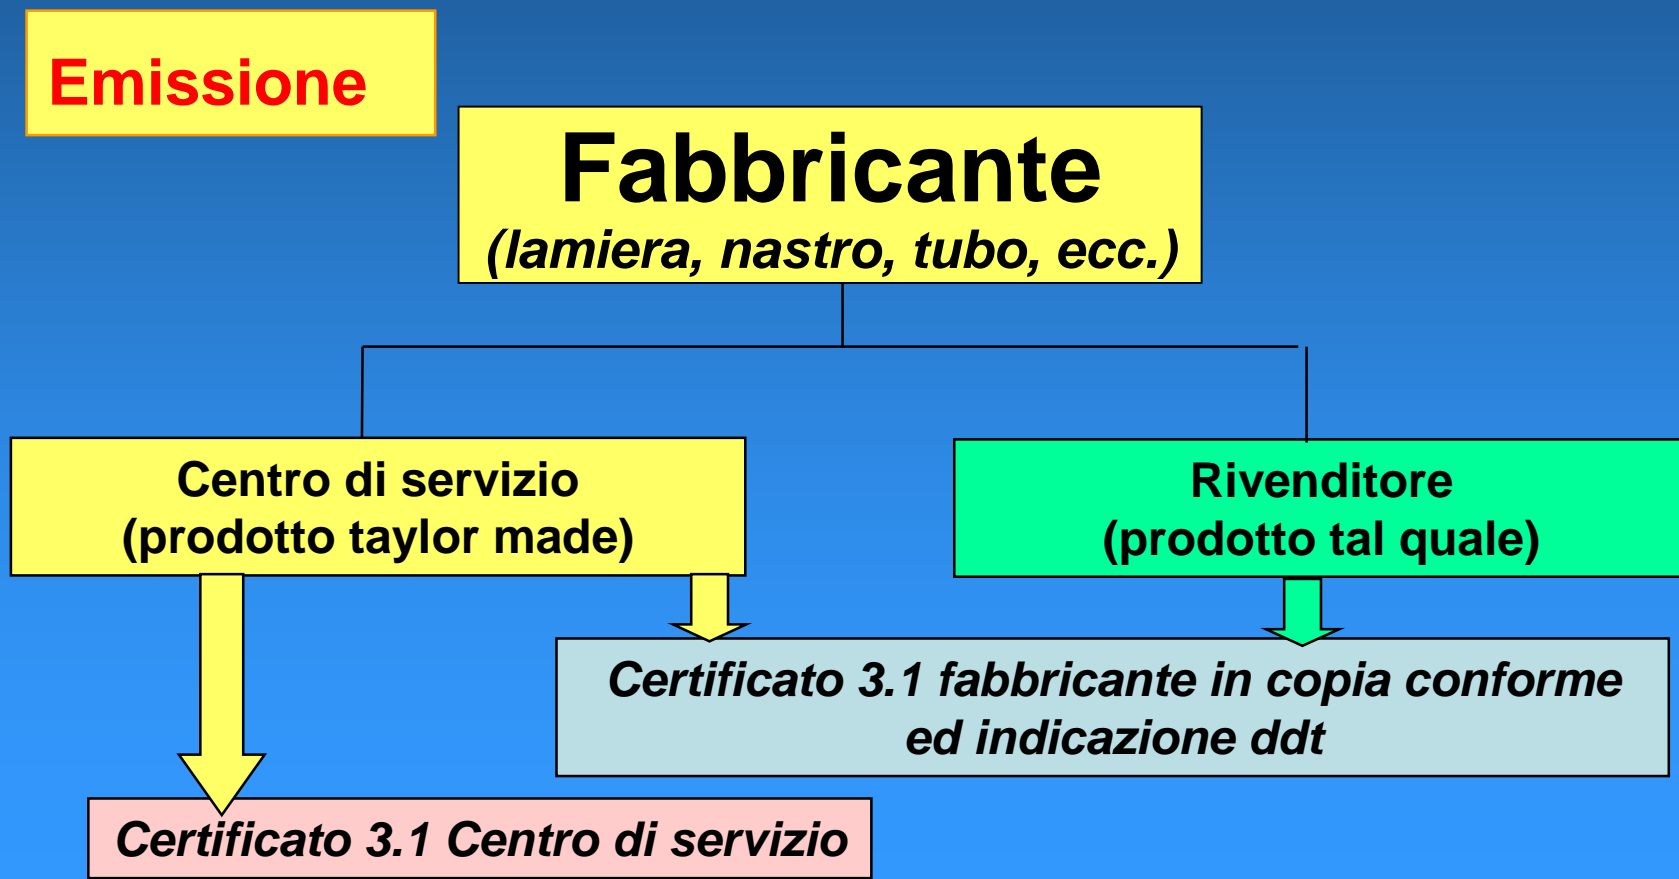 Emissione
Fabbricante
(lamiera, nastro, tubo, ecc.)
Centro di servizio
(prodotto taylor made)
Rivenditore
(prodotto tal quale)
Certificato 3.1 fabbricante in copia conforme
ed indicazione ddt
Certificato 3.1 Centro di servizio